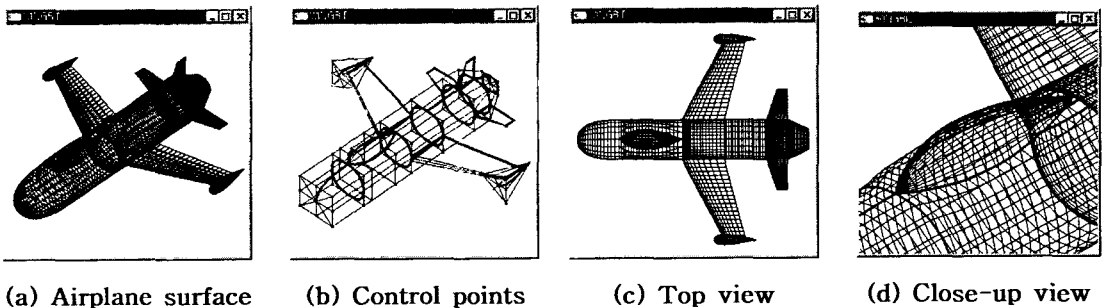 (a) Airplane surface
(b) Control points
(c) Top view
(d) Close-up view